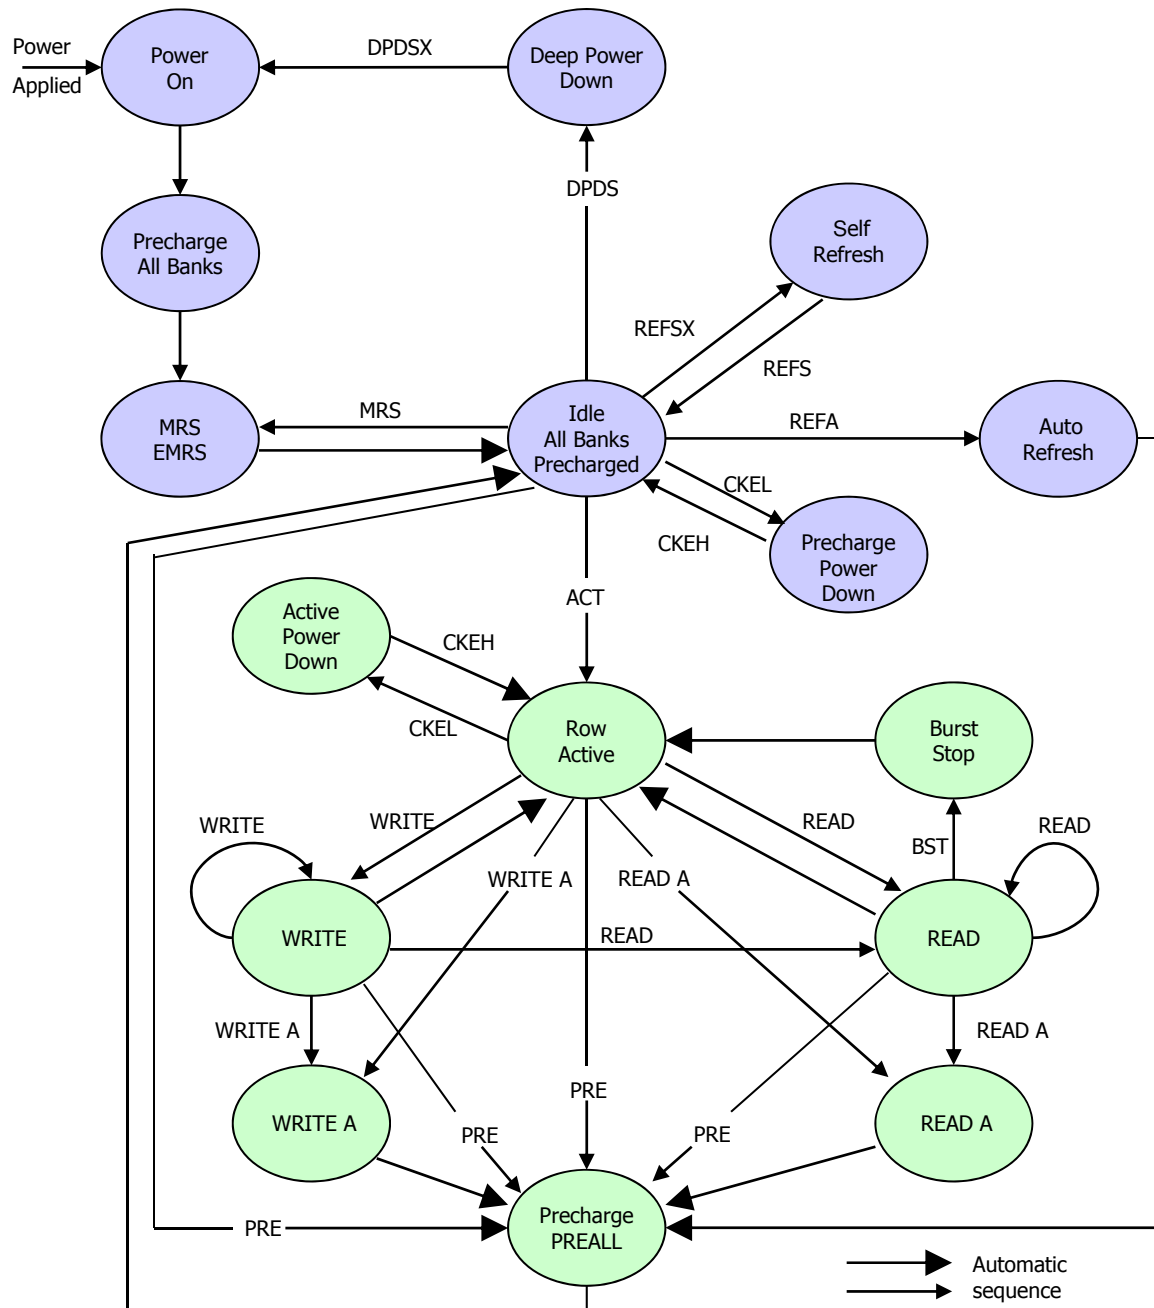 Power
Applied
Power
On
DPDSX
Deep Power
Down
DPDS
Precharge
All Banks
Self
Refresh
REFSX
REFS
MRS
EMRS
MRS
Idle
All Banks
Precharged
REFA
Auto
Refresh
CKEL
CKEH
Precharge
Power
Down
ACT
Active
Power
Down
CKEH
CKEL
Row
Active
Burst
Stop
WRITE
WRITE
READ
BST
READ
WRITE A
READ A
WRITE
READ
READ
WRITE A
READ A
WRITE A
PRE
PRE
PRE
READ A
PRE
Precharge
PREALL
Automatic
sequence